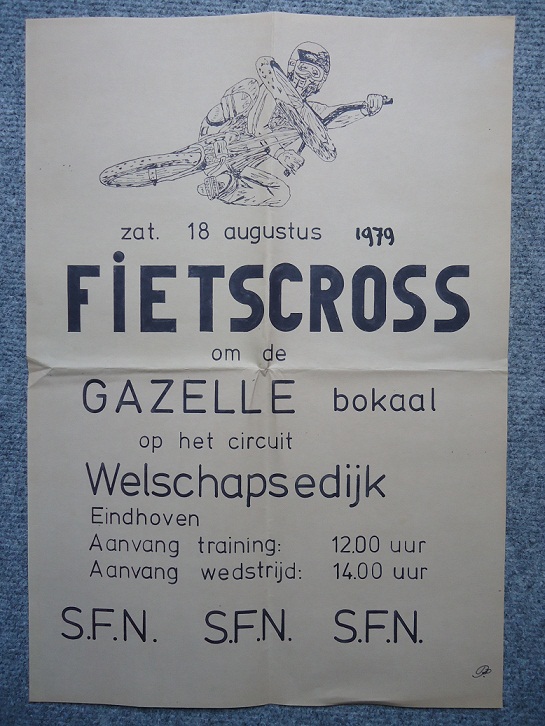 zat. 18 augustus 1979
FiETSCROSS
om de
GAZELLE bokaal
op het circuit
Welschapsedijk
Eindhoven
Aanvang training: 12.00 uur
Aanvang wedstrijd: 14.00 uur
S.F.N. S.F.N. S.F.N.